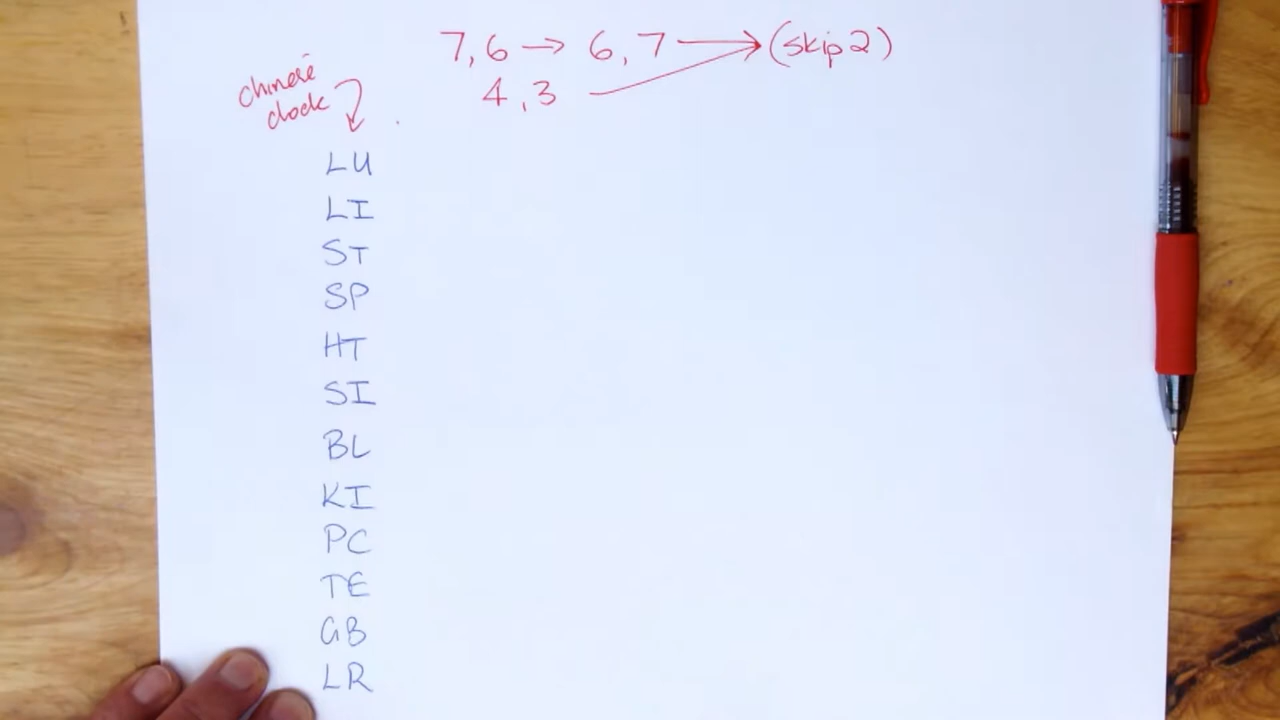 7,6 → 6,7 → (skip 2)
4,3
chinese
clock
LU
LI
ST
SP
HT
SI
BL
KI
PC
TE
GB
LR